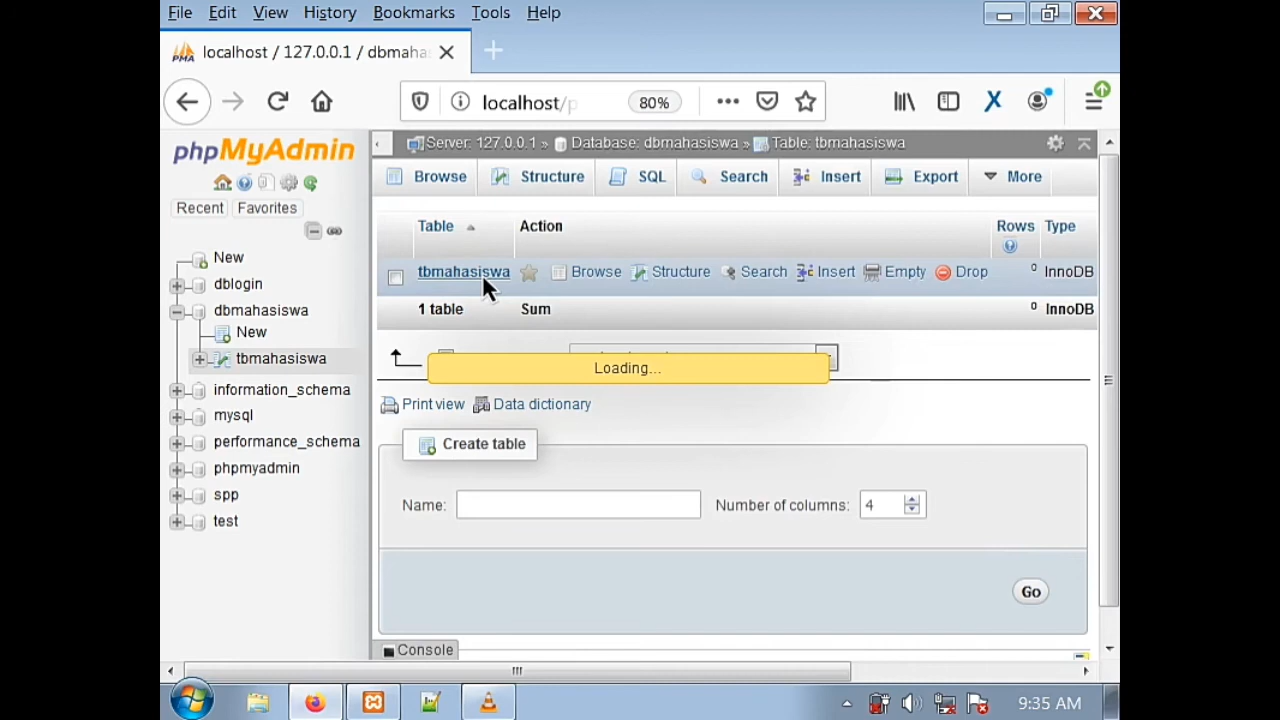 File Edit View History Bookmarks Tools Help
PMA localhost / 127.0.0.1 / dbmaha
localhost/p 80%
phpMyAdmin
Server: 127.0.0.1 » Database: dbmahasiswa » Table: tbmahasiswa
Browse Structure SQL Search Insert Export More
Recent Favorites
Table Action Rows Type
New
tbmahasiswa Browse Structure Search Insert Empty Drop 0 InnoDB
dblogin
1 table Sum 0 InnoDB
dbmahasiswa
New
tbmahasiswa
Loading...
information_schema
Print view Data dictionary
mysql
performance_schema
Create table
phpmyadmin
spp
Name: Number of columns: 4
test
Go
Console
9:35 AM